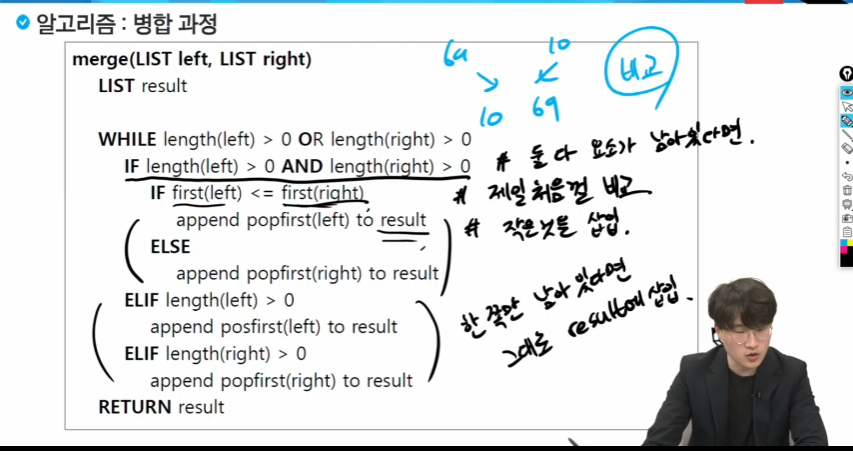 알고리즘 : 병합 과정
merge(LIST left, LIST right)
LIST result
WHILE length(left) > 0 OR length(right) > 0
IF length(left) > 0 AND length(right) > 0
IF first(left) <= first(right)
append popfirst(left) to result
ELSE
append popfirst(right) to result
ELIF length(left) > 0
append posfirst(left) to result
ELIF length(right) > 0
append popfirst(right) to result
RETURN result
69 10
10 69
비교
# 둘 다 요소가 남아있다면.
# 제일 처음껄 비교
# 작은것을 삽입.
한 쪽만 남아 있다면
그대로 result에 삽입.